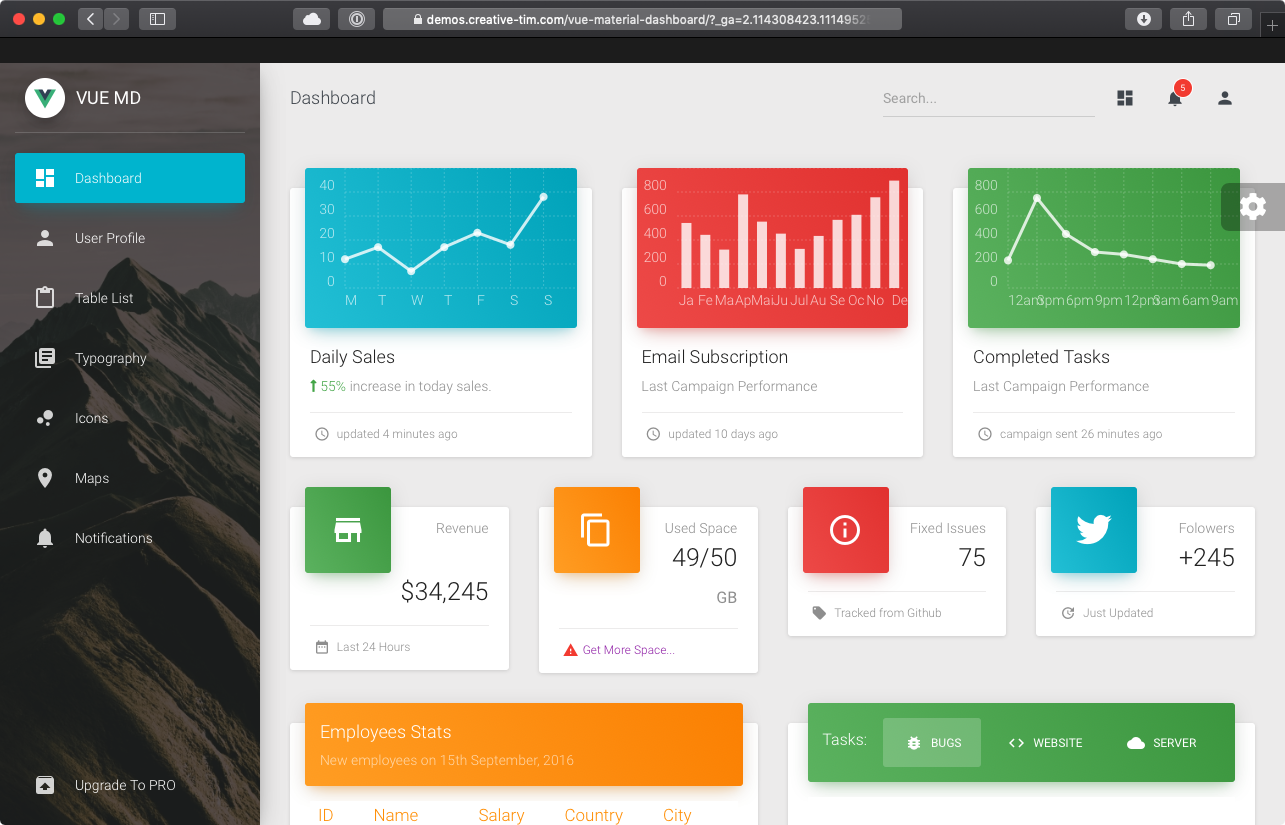 demos.creative-tim.com/vue-material-dashboard/?_ga=2.114308423.1114952
VUE MD
Dashboard
User Profile
Table List
Typography
Icons
Maps
Notifications
Upgrade To PRO
Dashboard
Search...
5
40
30
20
10
0
M T W T F S S
Daily Sales
55% increase in today sales.
updated 4 minutes ago
800
600
400
200
0
Ja Fe Ma Ap Mai Ju Jul Au Se Oc No De
Email Subscription
Last Campaign Performance
updated 10 days ago
800
600
400
200
0
12am 3pm 6pm 9pm 12pm 3am 6am 9am
Completed Tasks
Last Campaign Performance
campaign sent 26 minutes ago
Revenue
$34,245
Last 24 Hours
Used Space
49/50
GB
Get More Space...
Fixed Issues
75
Tracked from Github
Folowers
+245
Just Updated
Employees Stats
New employees on 15th September, 2016
ID Name Salary Country City
Tasks: BUGS WEBSITE SERVER